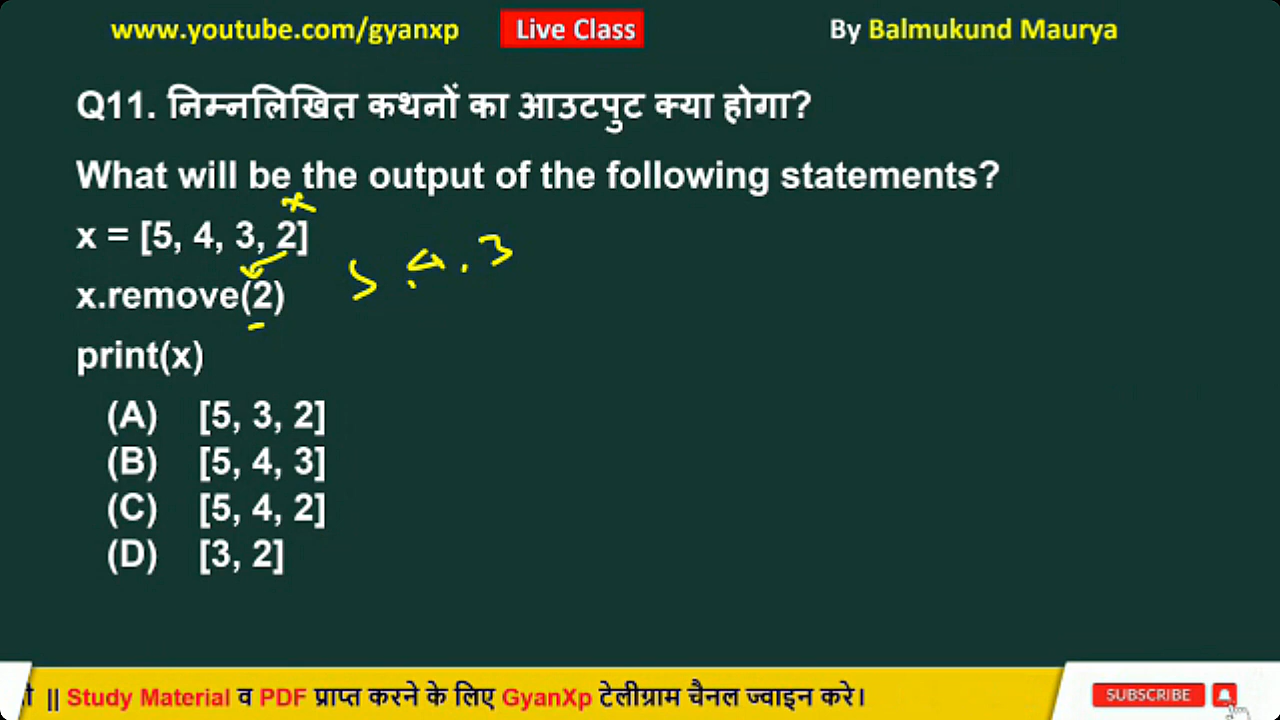 www.youtube.com/gyanxp Live Class By Balmukund Maurya
Q11. निम्नलिखित कथनों का आउटपुट क्या होगा?
What will be the output of the following statements?
x = [5, 4, 3, 2]
5, 4, 3
x.remove(2)
print(x)
(A) [5, 3, 2]
(B) [5, 4, 3]
(C) [5, 4, 2]
(D) [3, 2]
|| Study Material व PDF प्राप्त करने के लिए GyanXp टेलीग्राम चैनल ज्वाइन करे।
SUBSCRIBE